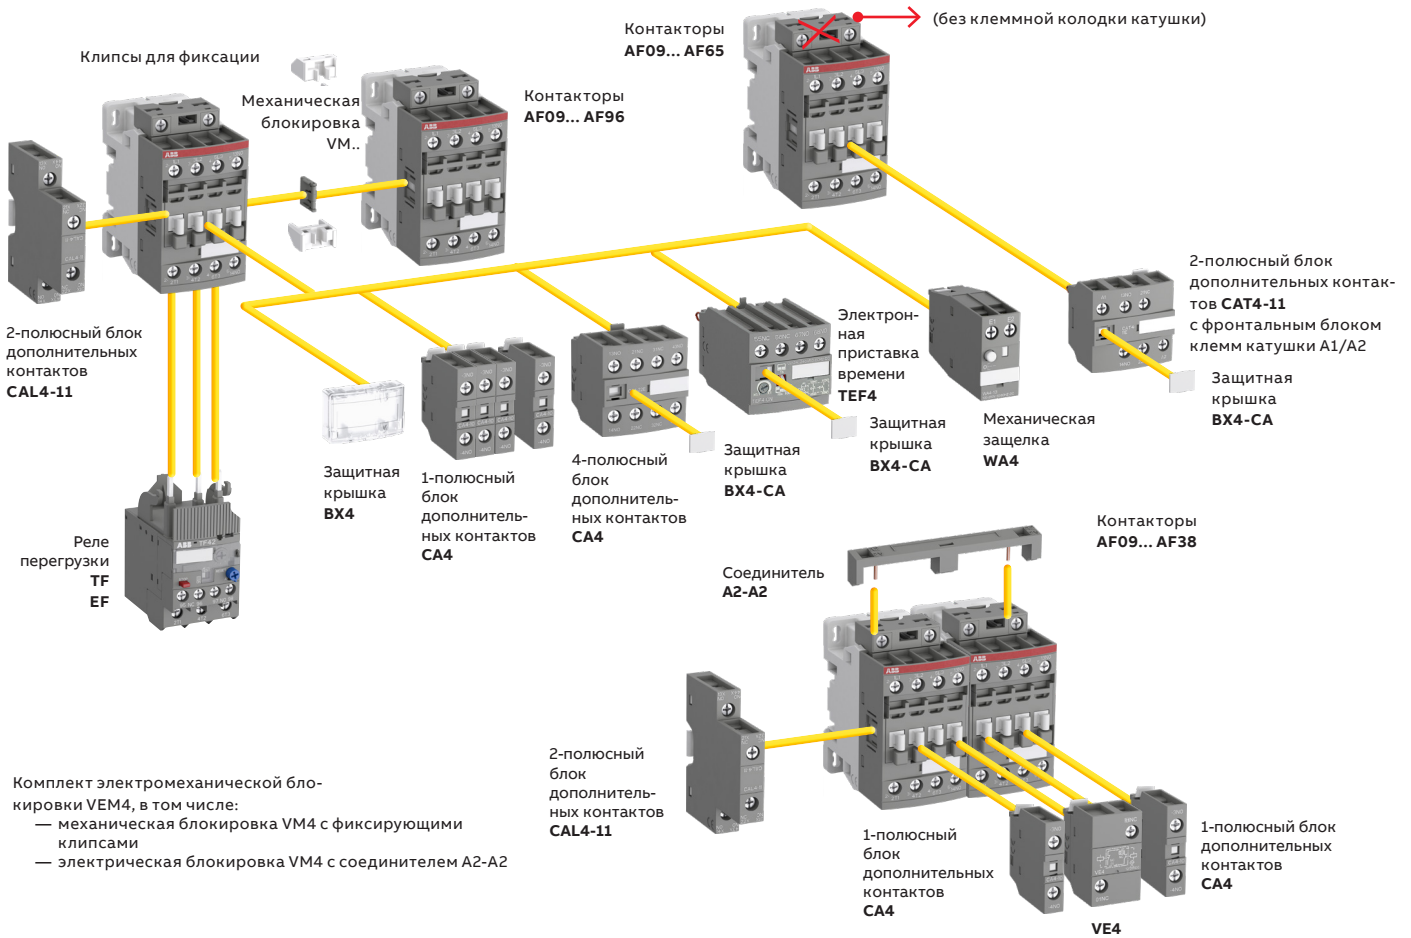 (без клеммной колодки катушки)
Контакторы
AF09... AF65
Клипсы для фиксации
Механическая
блокировка
VM..
Контакторы
AF09... AF96
2-полюсный блок
дополнительных
контактов
CAL4-11
2-полюсный блок
дополнительных контак-
тов CAT4-11
с фронтальным блоком
клемм катушки A1/A2
Защитная
крышка
BX4-CA
Электрон-
ная
приставка
времени
TEF4
Механическая
защелка
WA4
Защитная
крышка
BX4-CA
Защитная
крышка
BX4-CA
4-полюсный
блок
дополнитель-
ных контактов
CA4
1-полюсный
блок
дополнитель-
ных контактов
CA4
Защитная
крышка
BX4
Реле
перегрузки
TF
EF
Контакторы
AF09... AF38
Соединитель
A2-A2
2-полюсный
блок
дополнитель-
ных контактов
CAL4-11
1-полюсный
блок
дополнительных
контактов
CA4
VE4
1-полюсный блок
дополнительных
контактов
CA4
Комплект электромеханической бло-
кировки VEM4, в том числе:
— механическая блокировка VM4 с фиксирующими
клипсами
— электрическая блокировка VM4 с соединителем A2-A2
ABB
ABB
ABB
ABB
ABB
ABB